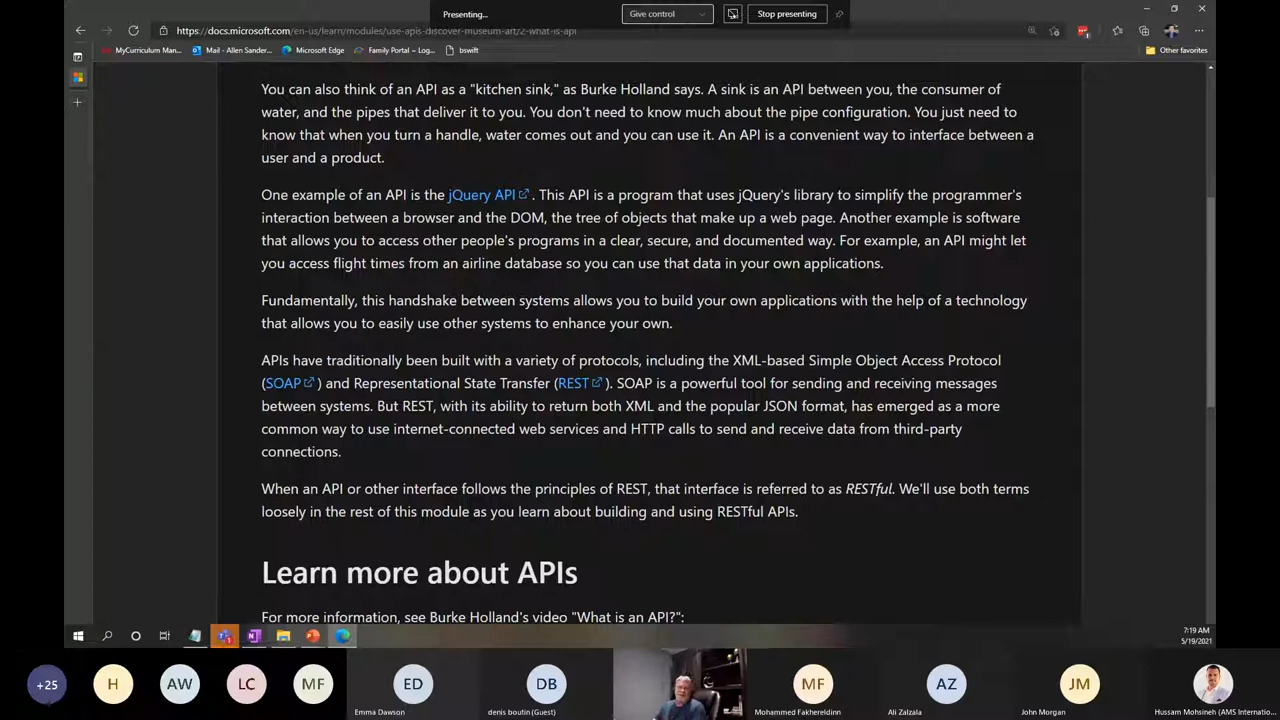 Presenting...
Give control
Stop presenting
https://docs.microsoft.com/en-us/learn/modules/use-apis-discover-museum-art/2-what-is-api
MyCurriculum Man...
Mail - Allen Sander...
Microsoft Edge
Family Portal – Log...
bswift
Other favorites
You can also think of an API as a "kitchen sink," as Burke Holland says. A sink is an API between you, the consumer of
water, and the pipes that deliver it to you. You don't need to know much about the pipe configuration. You just need to
know that when you turn a handle, water comes out and you can use it. An API is a convenient way to interface between a
user and a product.
One example of an API is the jQuery API. This API is a program that uses jQuery's library to simplify the programmer's
interaction between a browser and the DOM, the tree of objects that make up a web page. Another example is software
that allows you to access other people's programs in a clear, secure, and documented way. For example, an API might let
you access flight times from an airline database so you can use that data in your own applications.
Fundamentally, this handshake between systems allows you to build your own applications with the help of a technology
that allows you to easily use other systems to enhance your own.
APIs have traditionally been built with a variety of protocols, including the XML-based Simple Object Access Protocol
(SOAP) and Representational State Transfer (REST). SOAP is a powerful tool for sending and receiving messages
between systems. But REST, with its ability to return both XML and the popular JSON format, has emerged as a more
common way to use internet-connected web services and HTTP calls to send and receive data from third-party
connections.
When an API or other interface follows the principles of REST, that interface is referred to as RESTful. We'll use both terms
loosely in the rest of this module as you learn about building and using RESTful APIs.
Learn more about APIs
For more information, see Burke Holland's video "What is an API?":
7:19 AM
5/19/2021
+25
H
AW
LC
MF
ED
DB
MF
AZ
JM
Emma Dawson
denis boutin (Guest)
Mohammed Fakhereldinn
Ali Zalzala
John Morgan
Hussam Mohsineh (AMS Internatio...